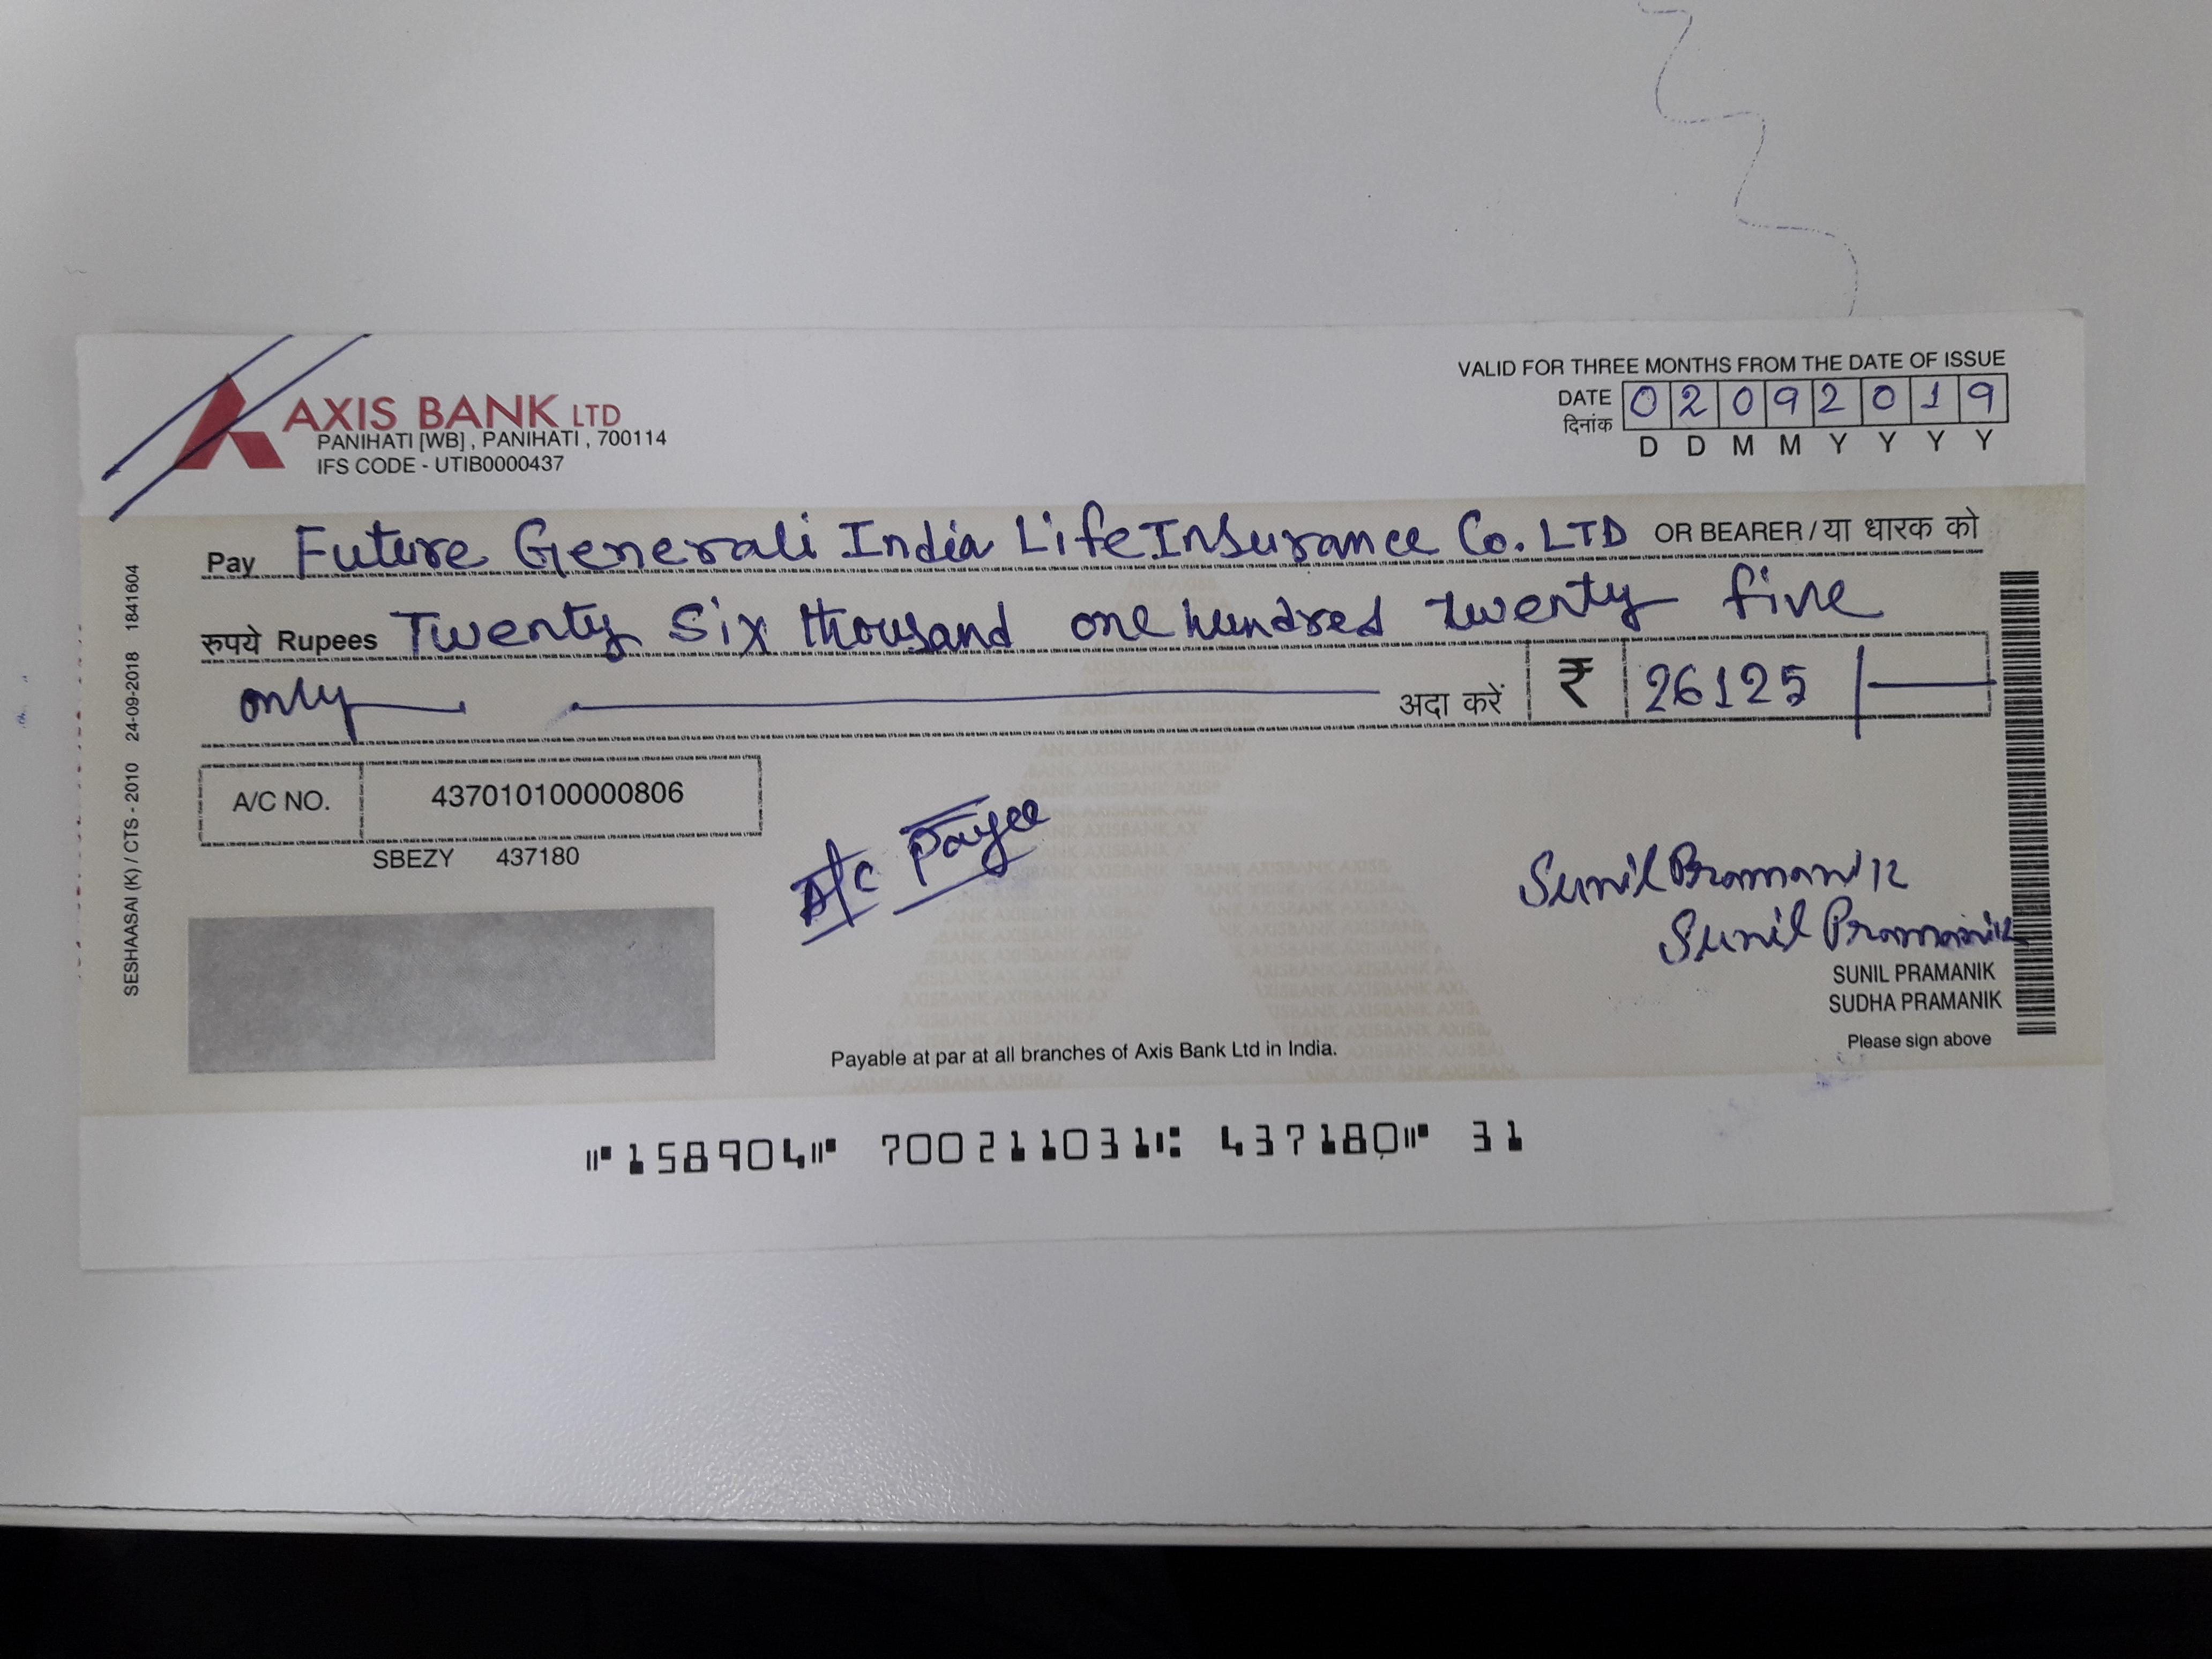 AXIS BANK LTD
PANIHATI [WB] , PANIHATI , 700114
IFS CODE - UTIB0000437
VALID FOR THREE MONTHS FROM THE DATE OF ISSUE
DATE 0 2 0 9 2 0 1 9
दिनांक
D D M M Y Y Y Y
Pay Future Generali India Life Insurance Co. LTD OR BEARER / या धारक को
रुपये Rupees Twenty Six thousand one hundred twenty five
only अदा करें ₹ 26125/-
A/C NO. 437010100000806
SBEZY 437180
A/c Payee
Sunil Pramanik
Sunil Pramanik
SUNIL PRAMANIK
SUDHA PRAMANIK
Please sign above
Payable at par at all branches of Axis Bank Ltd in India.
SESHAASAI (K) / CTS - 2010 24-09-2018 1841604
⑈158904⑈ 700211031⑆ 437180⑈ 31